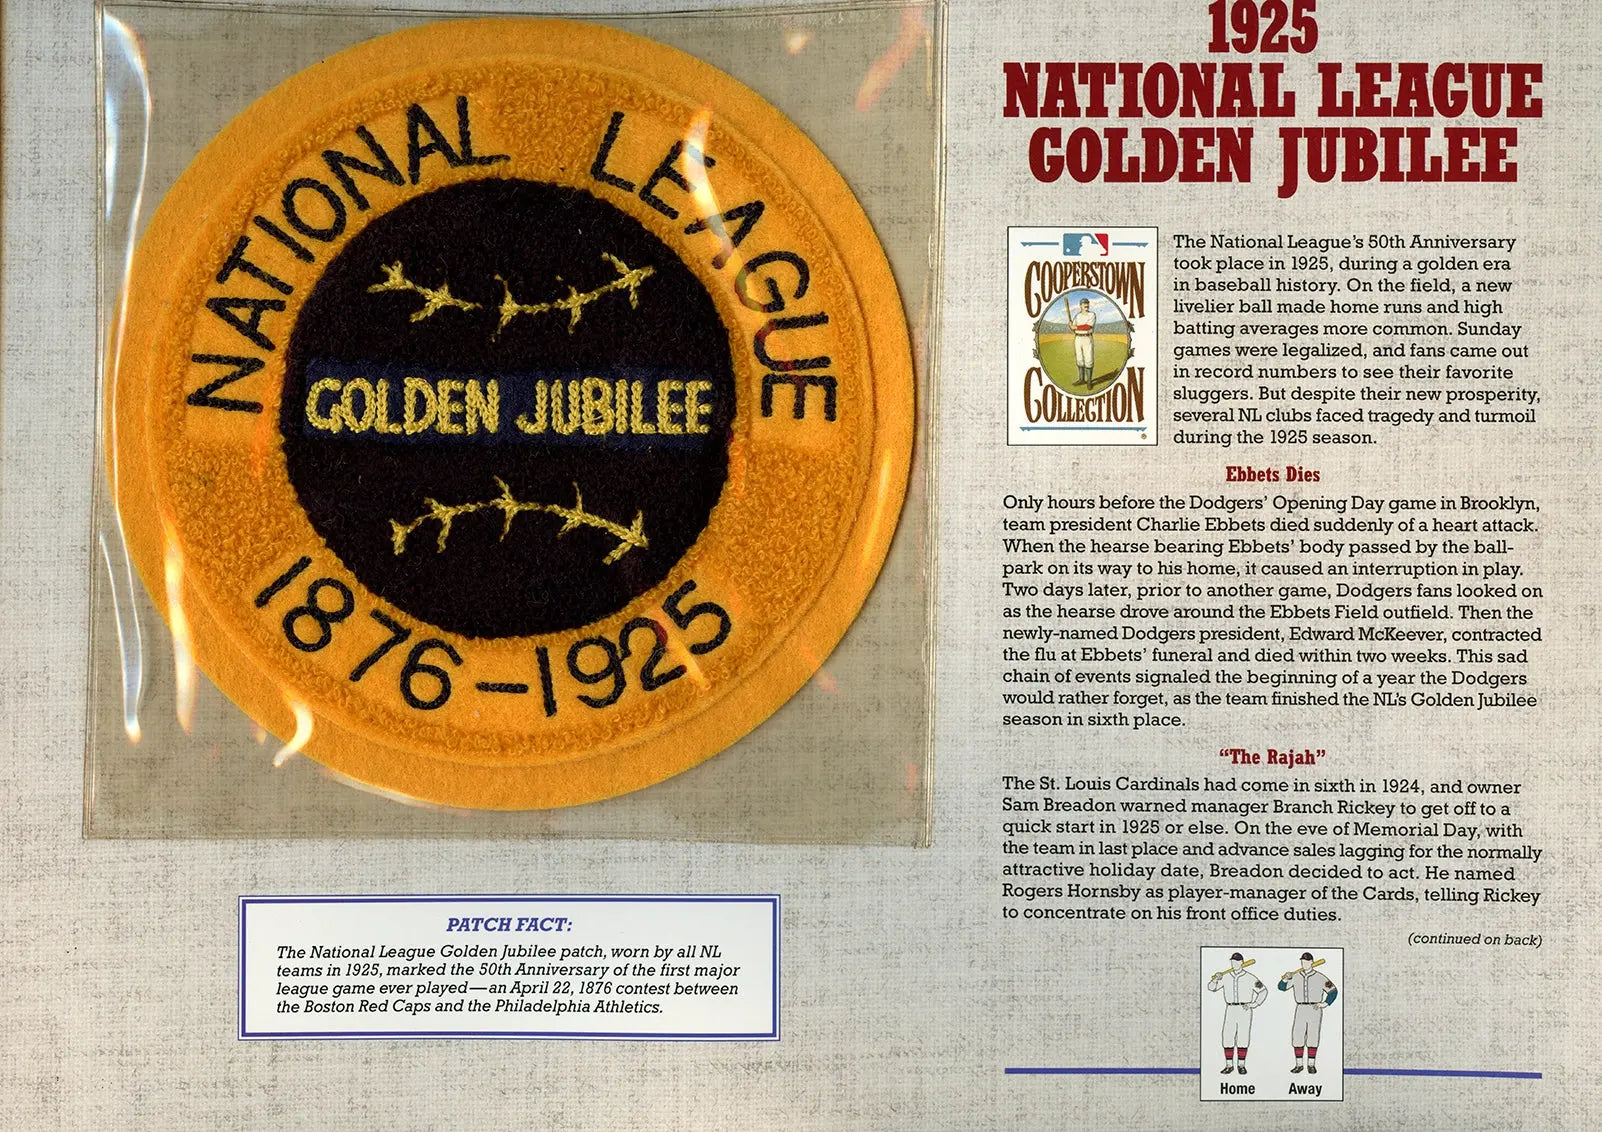 NATIONAL LEAGUE
GOLDEN JUBILEE
1876-1925
PATCH FACT:
The National League Golden Jubilee patch, worn by all NL
teams in 1925, marked the 50th Anniversary of the first major
league game ever played—an April 22, 1876 contest between
the Boston Red Caps and the Philadelphia Athletics.
1925
NATIONAL LEAGUE
GOLDEN JUBILEE
COOPERSTOWN
COLLECTION
®
The National League's 50th Anniversary
took place in 1925, during a golden era
in baseball history. On the field, a new
livelier ball made home runs and high
batting averages more common. Sunday
games were legalized, and fans came out
in record numbers to see their favorite
sluggers. But despite their new prosperity,
several NL clubs faced tragedy and turmoil
during the 1925 season.
Ebbets Dies
Only hours before the Dodgers' Opening Day game in Brooklyn,
team president Charlie Ebbets died suddenly of a heart attack.
When the hearse bearing Ebbets' body passed by the ball-
park on its way to his home, it caused an interruption in play.
Two days later, prior to another game, Dodgers fans looked on
as the hearse drove around the Ebbets Field outfield. Then the
newly-named Dodgers president, Edward McKeever, contracted
the flu at Ebbets' funeral and died within two weeks. This sad
chain of events signaled the beginning of a year the Dodgers
would rather forget, as the team finished the NL's Golden Jubilee
season in sixth place.
"The Rajah"
The St. Louis Cardinals had come in sixth in 1924, and owner
Sam Breadon warned manager Branch Rickey to get off to a
quick start in 1925 or else. On the eve of Memorial Day, with
the team in last place and advance sales lagging for the normally
attractive holiday date, Breadon decided to act. He named
Rogers Hornsby as player-manager of the Cards, telling Rickey
to concentrate on his front office duties.
(continued on back)
Home Away